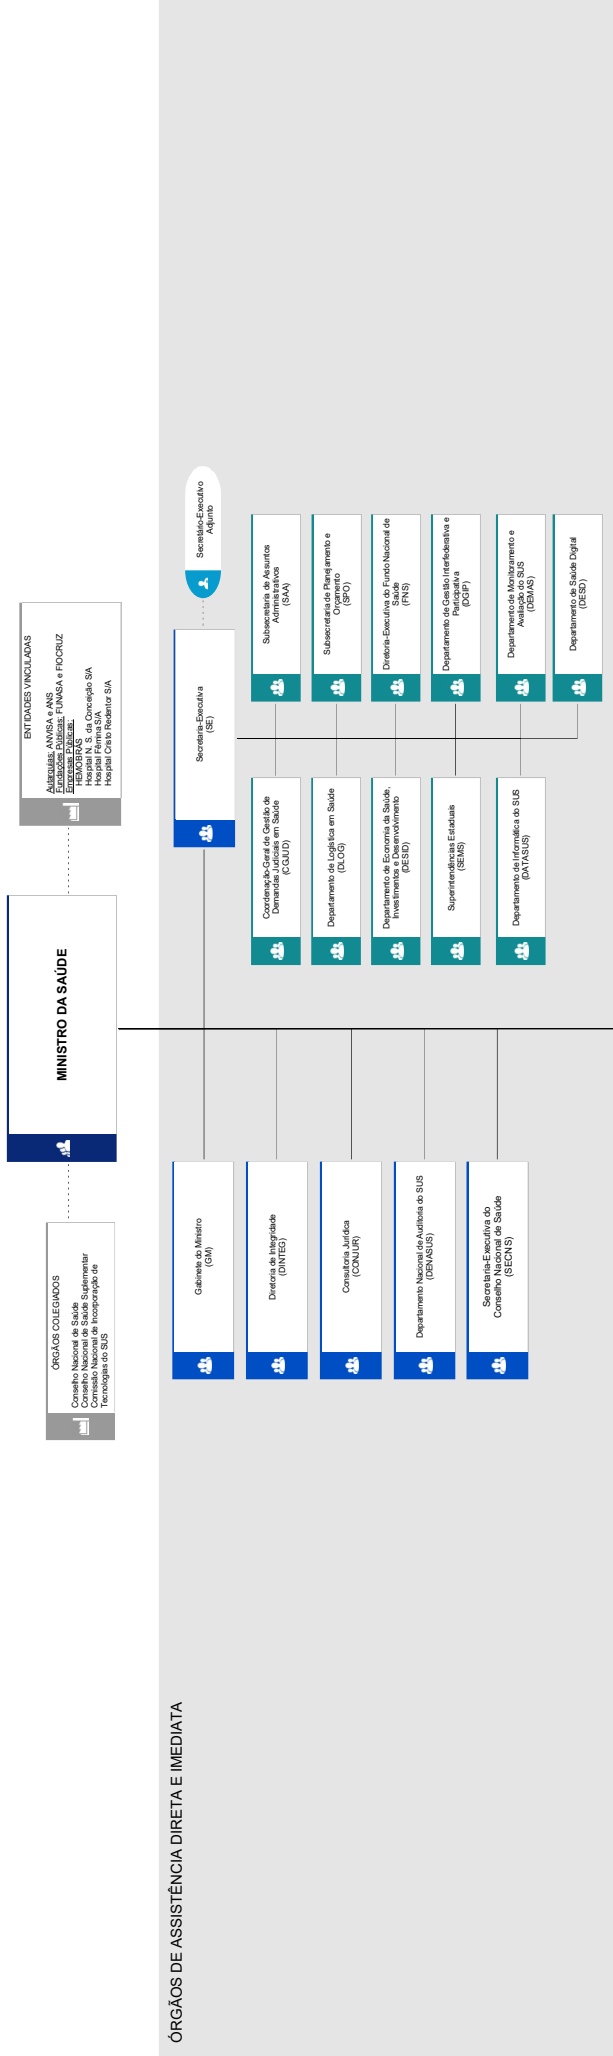 MINISTRO DA SAÚDE
ÓRGÃOS COLEGIADOS
Conselho Nacional de Saúde
Conselho Nacional de Saúde Suplementar
Comissão Nacional de Incorporação de
Tecnologias do SUS
ENTIDADES VINCULADAS
Autarquias: ANVISA e ANS
Fundações Públicas: FUNASA e FIOCRUZ
Empresas Públicas:
HEMOBRÁS
Hospital N. S. da Conceição S/A
Hospital Fêmina S/A
Hospital Cristo Redentor S/A
ÓRGÃOS DE ASSISTÊNCIA DIRETA E IMEDIATA
Gabinete do Ministro
(GM)
Secretaria-Executiva
(SE)
Secretário-Executivo
Adjunto
Diretoria de Integridade
(DINTEG)
Coordenação-Geral de Gestão de
Demandas Judiciais em Saúde
(CGJUD)
Subsecretaria de Assuntos
Administrativos
(SAA)
Consultoria Jurídica
(CONJUR)
Departamento de Logística em Saúde
(DLOG)
Subsecretaria de Planejamento e
Orçamento
(SPO)
Departamento Nacional de Auditoria do SUS
(DENASUS)
Departamento de Economia da Saúde,
Investimentos e Desenvolvimento
(DESID)
Diretoria-Executiva do Fundo Nacional de
Saúde
(FNS)
Secretaria-Executiva do
Conselho Nacional de Saúde
(SECNS)
Superintendências Estaduais
(SEMS)
Departamento de Gestão Interfederativa e
Participativa
(DGIP)
Departamento de Informática do SUS
(DATASUS)
Departamento de Monitoramento e
Avaliação do SUS
(DEMAS)
Departamento de Saúde Digital
(DESD)